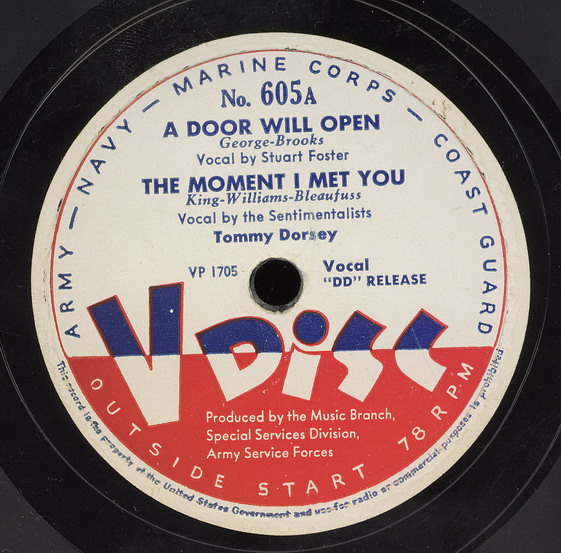 ARMY — NAVY — MARINE CORPS — COAST GUARD
No. 605A
A DOOR WILL OPEN
George-Brooks
Vocal by Stuart Foster
THE MOMENT I MET YOU
King-Williams-Bleaufuss
Vocal by the Sentimentalists
Tommy Dorsey
VP 1705
Vocal
"DD" RELEASE
V DiSC
Produced by the Music Branch,
Special Services Division,
Army Service Forces
OUTSIDE START 78 RPM
This record is the property of the United States Government and use for radio or commercial purposes is prohibited